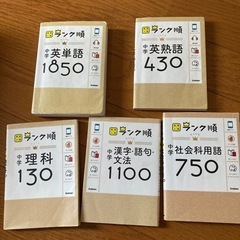 ランク順
中学
英単語
1850
ランク順
中学
英熟語
430
ランク順
中学
理科
130
ランク順
中学
漢字・語句・
文法
1100
ランク順
中学
社会科用語
750